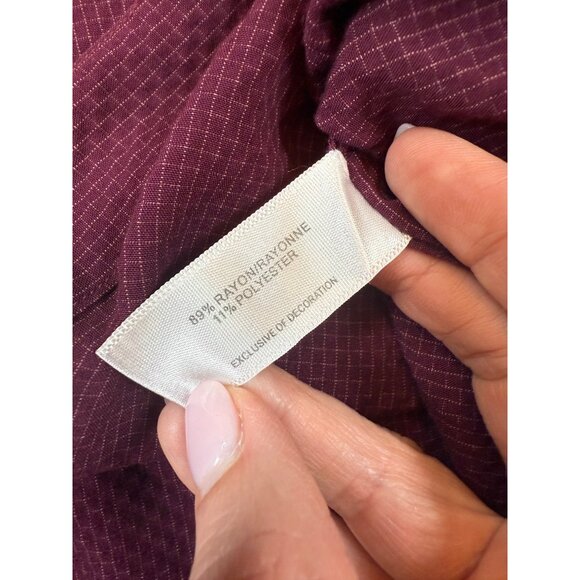 89% RAYON/RAYONNE
11% POLYESTER
EXCLUSIVE OF DECORATION